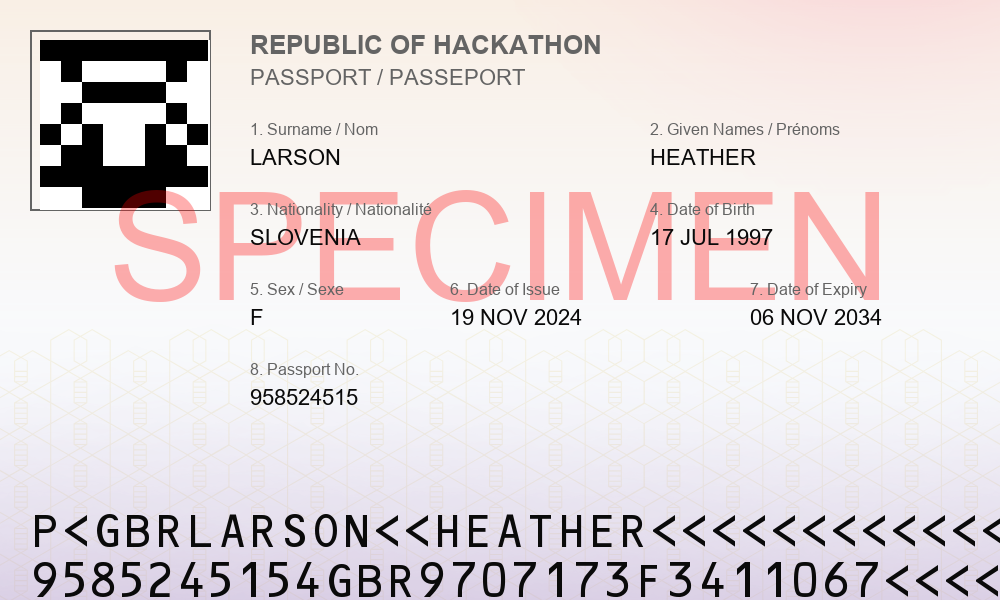 REPUBLIC OF HACKATHON
PASSPORT / PASSEPORT
1. Surname / Nom
2. Given Names / Prénoms
LARSON
HEATHER
SPECIMEN
3. Nationality / Nationalité
4. Date of Birth
SLOVENIA
17 JUL 1997
5. Sex / Sexe
6. Date of Issue
7. Date of Expiry
F
19 NOV 2024
06 NOV 2034
8. Passport No.
958524515
P<GBRLARSON<<HEATHER<<<<<<<<<<<<
9585245154GBR9707173F3411067<<<<